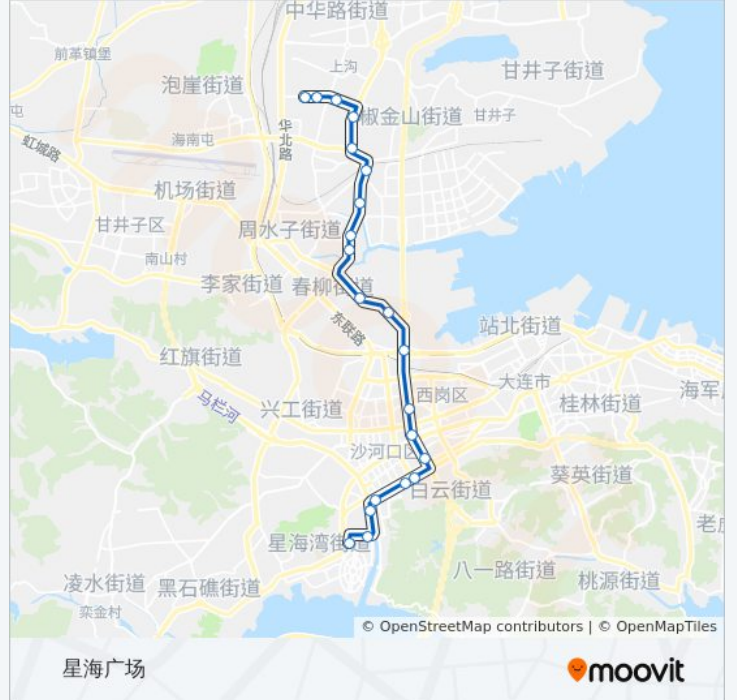 中华路街道
前革镇堡
上沟
甘井子街道
泡崖街道
屯
椒金山街道
甘井子
华北路
虹城路
海南屯
机场街道
甘井子区
周水子街道
南山村
李家街道
春柳街道
东联路
站北街道
红旗街道
大连市
海军
西岗区
马栏河
兴工街道
桂林街道
沙河口区
葵英街道
白云街道
老虎
星海湾街道
八一路街道
凌水街道
黑石礁街道
桃源街道
栾金村
© OpenStreetMap contributors | © OpenMapTiles
星海广场
moovit